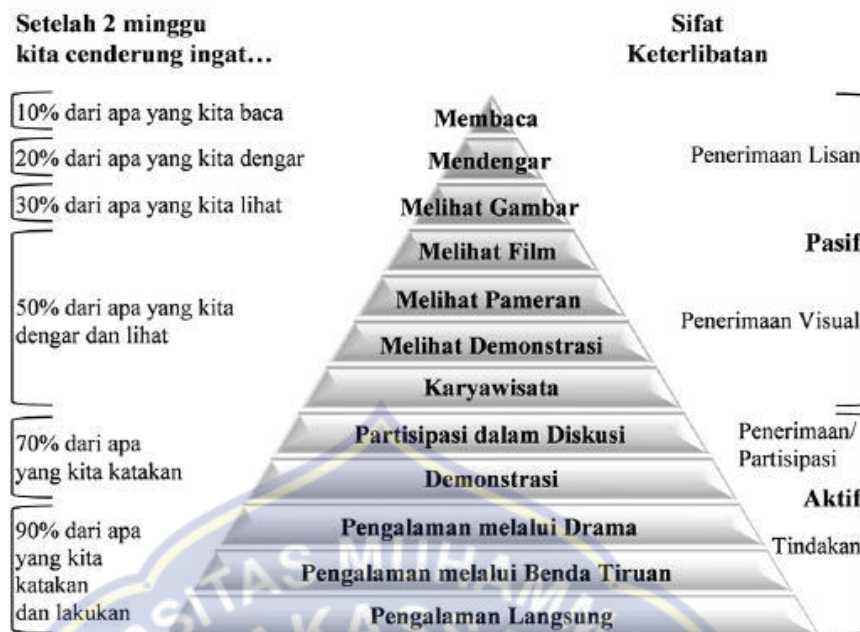 Setelah 2 minggu
kita cenderung ingat…
Sifat
Keterlibatan
10% dari apa yang kita baca
20% dari apa yang kita dengar
30% dari apa yang kita lihat
50% dari apa yang kita
dengar dan lihat
70% dari apa
yang kita katakan
90% dari apa
yang kita
katakan
dan lakukan
Membaca
Mendengar
Melihat Gambar
Melihat Film
Melihat Pameran
Melihat Demonstrasi
Karyawisata
Partisipasi dalam Diskusi
Demonstrasi
Pengalaman melalui Drama
Pengalaman melalui Benda Tiruan
Pengalaman Langsung
Penerimaan Lisan
Pasif
Penerimaan Visual
Penerimaan/
Partisipasi
Aktif
Tindakan